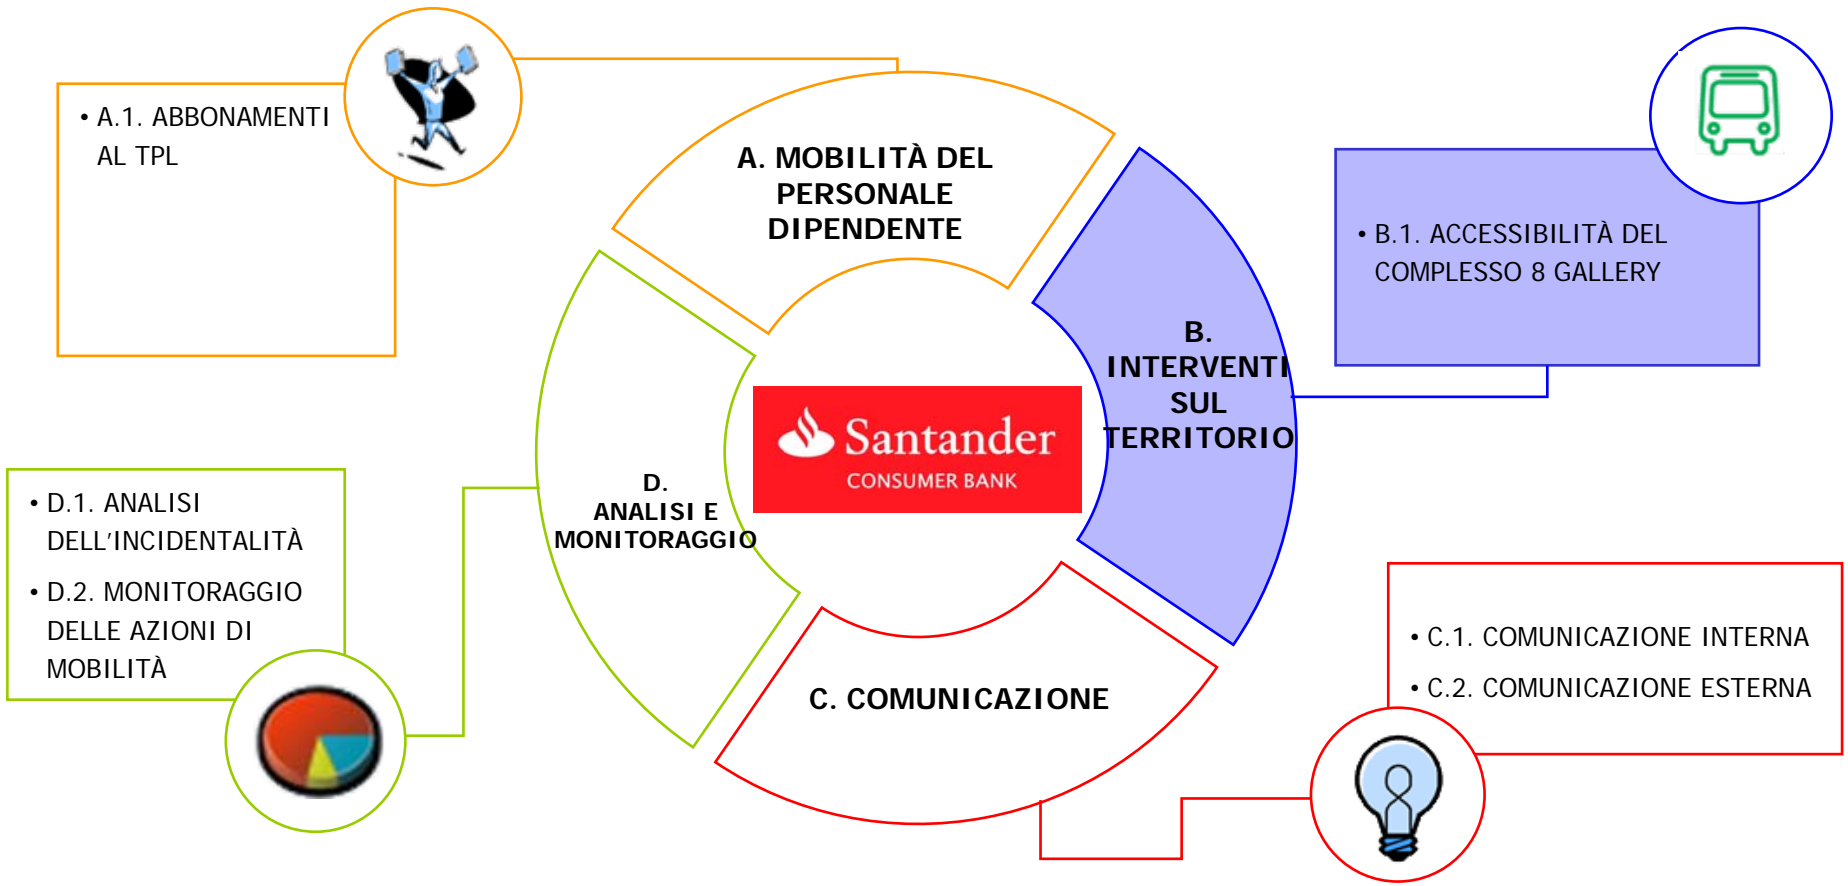 • A.1. ABBONAMENTI
AL TPL
A. MOBILITÀ DEL
PERSONALE
DIPENDENTE
• B.1. ACCESSIBILITÀ DEL
COMPLESSO 8 GALLERY
B.
INTERVENTI
SUL
TERRITORIO
Santander
CONSUMER BANK
D.
ANALISI E
MONITORAGGIO
• D.1. ANALISI
DELL'INCIDENTALITÀ
• D.2. MONITORAGGIO
DELLE AZIONI DI
MOBILITÀ
C. COMUNICAZIONE
• C.1. COMUNICAZIONE INTERNA
• C.2. COMUNICAZIONE ESTERNA